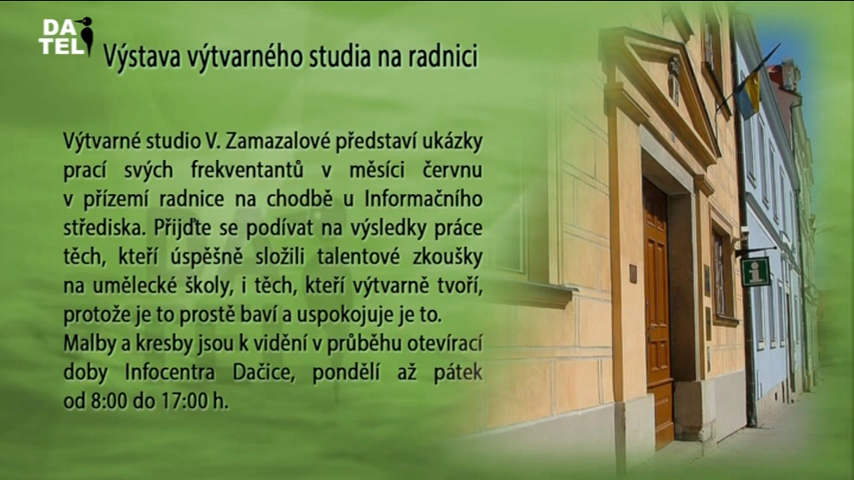 DA
TEL
Výstava výtvarného studia na radnici
Výtvarné studio V. Zamazalové představí ukázky
prací svých frekventantů v měsíci červnu
v přízemí radnice na chodbě u Informačního
střediska. Přijďte se podívat na výsledky práce
těch, kteří úspěšně složili talentové zkoušky
na umělecké školy, i těch, kteří výtvarně tvoří,
protože je to prostě baví a uspokojuje je to.
Malby a kresby jsou k vidění v průběhu otevírací
doby Infocentra Dačice, pondělí až pátek
od 8:00 do 17:00 h.
i